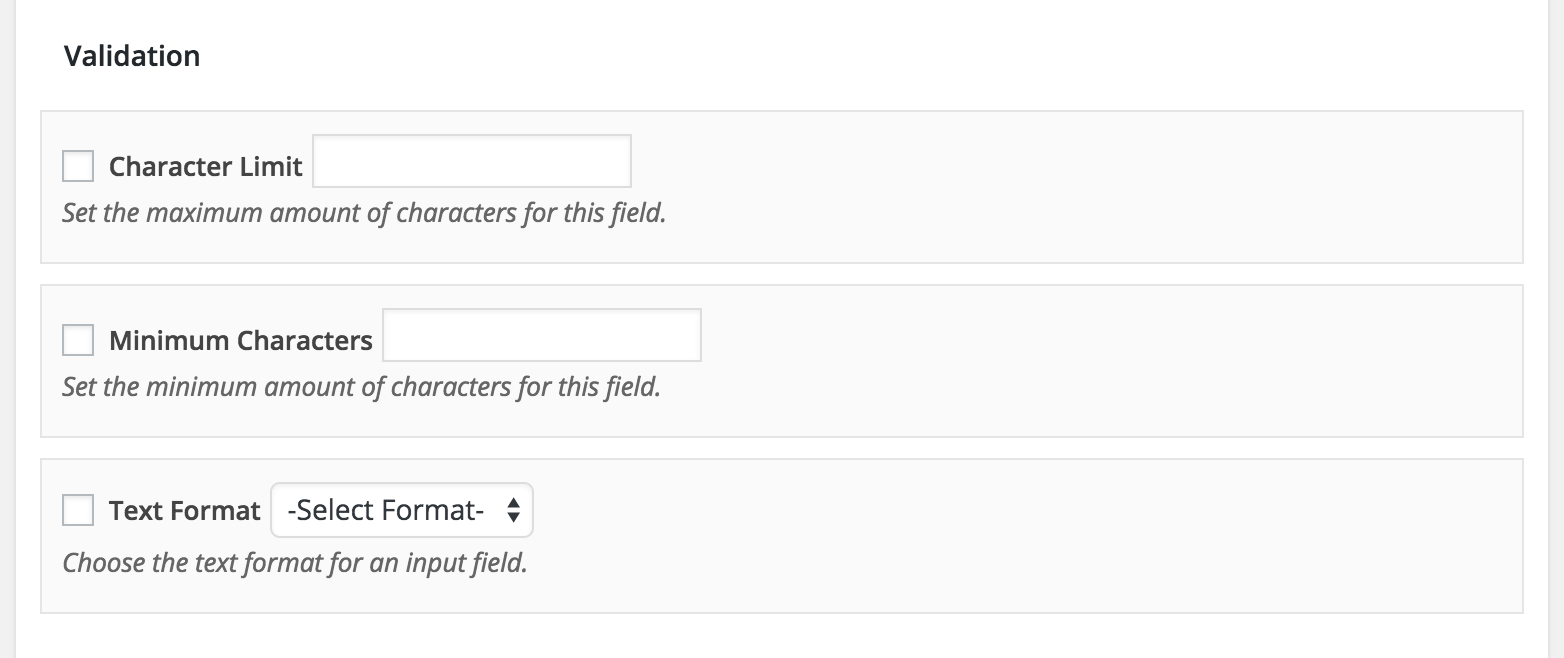 Validation
Character Limit
Set the maximum amount of characters for this field.
Minimum Characters
Set the minimum amount of characters for this field.
Text Format -Select Format-
Choose the text format for an input field.